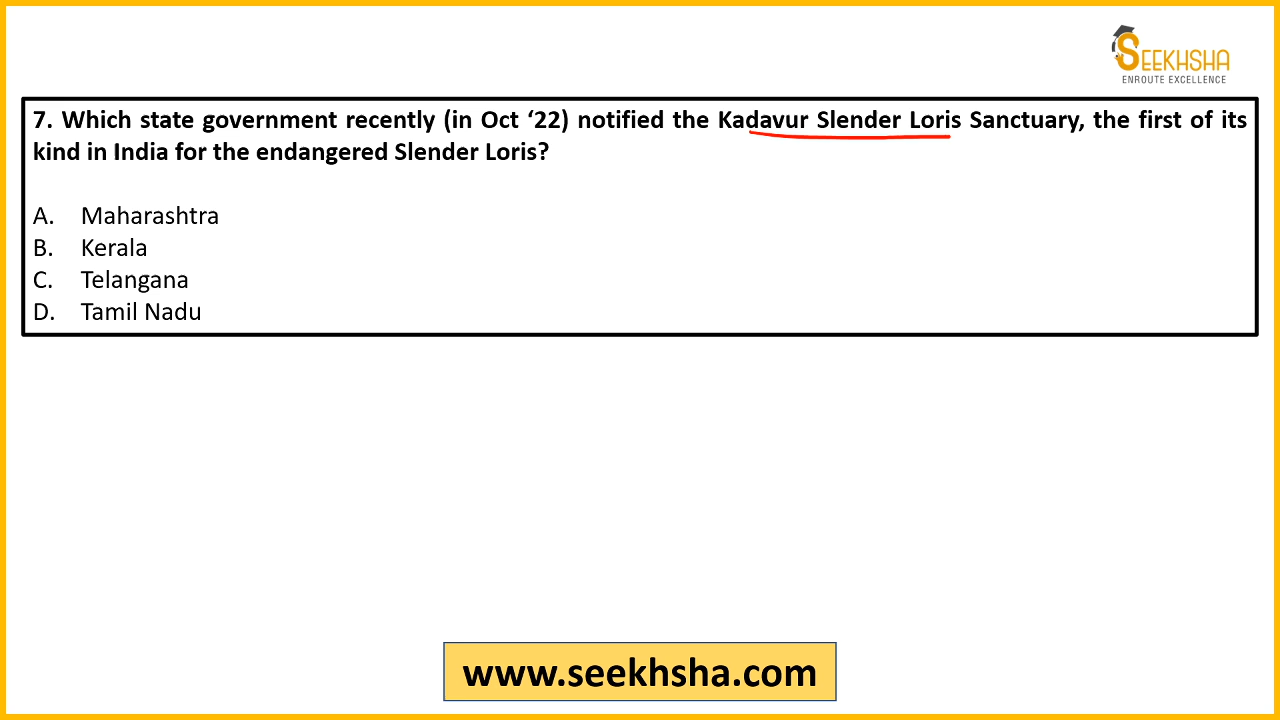 SEEKHSHA
ENROUTE EXCELLENCE
7. Which state government recently (in Oct ‘22) notified the Kadavur Slender Loris Sanctuary, the first of its
kind in India for the endangered Slender Loris?
A. Maharashtra
B. Kerala
C. Telangana
D. Tamil Nadu
www.seekhsha.com